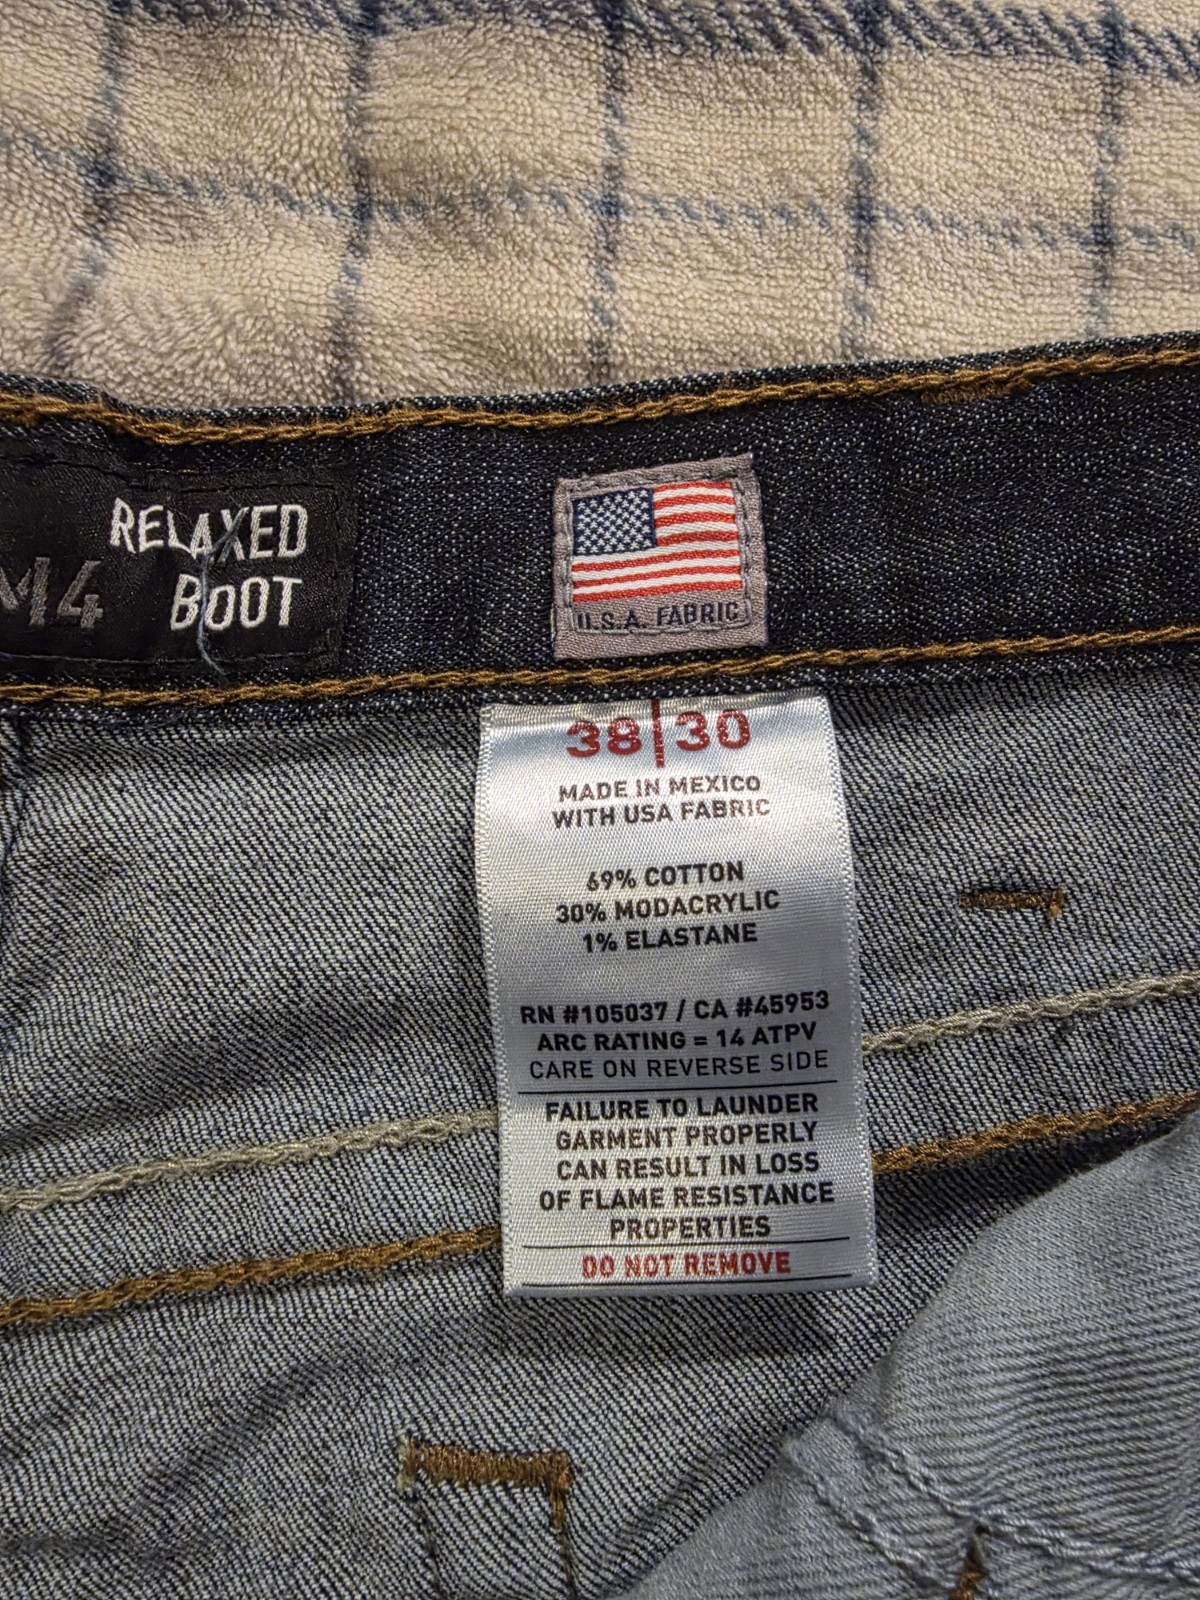 RELAXED
M4 BOOT
U.S.A. FABRIC
38|30
MADE IN MEXICO
WITH USA FABRIC
69% COTTON
30% MODACRYLIC
1% ELASTANE
RN #105037 / CA #45953
ARC RATING = 14 ATPV
CARE ON REVERSE SIDE
FAILURE TO LAUNDER
GARMENT PROPERLY
CAN RESULT IN LOSS
OF FLAME RESISTANCE
PROPERTIES
DO NOT REMOVE